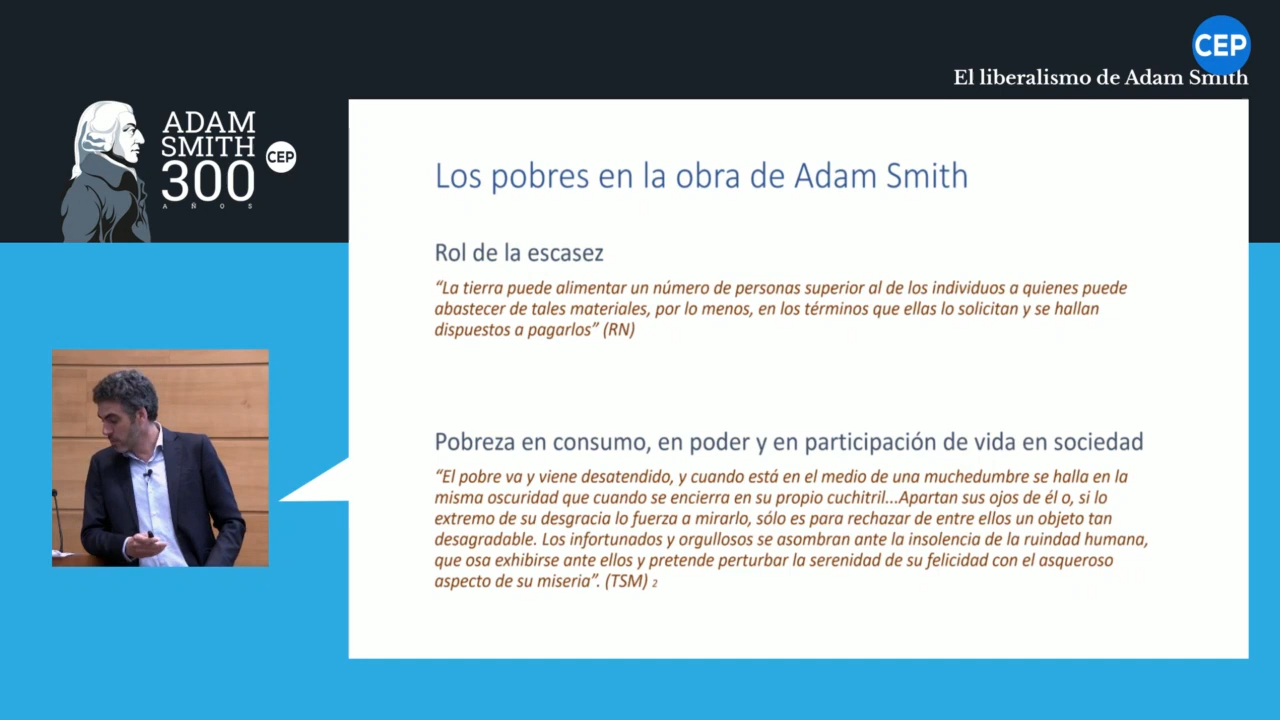 CEP
El liberalismo de Adam Smith
ADAM
SMITH
300
AÑOS
CEP
Los pobres en la obra de Adam Smith
Rol de la escasez
“La tierra puede alimentar un número de personas superior al de los individuos a quienes puede
abastecer de tales materiales, por lo menos, en los términos que ellas lo solicitan y se hallan
dispuestos a pagarlos” (RN)
Pobreza en consumo, en poder y en participación de vida en sociedad
“El pobre va y viene desatendido, y cuando está en el medio de una muchedumbre se halla en la
misma oscuridad que cuando se encierra en su propio cuchitril...Apartan sus ojos de él o, si lo
extremo de su desgracia lo fuerza a mirarlo, sólo es para rechazar de entre ellos un objeto tan
desagradable. Los infortunados y orgullosos se asombran ante la insolencia de la ruindad humana,
que osa exhibirse ante ellos y pretende perturbar la serenidad de su felicidad con el asqueroso
aspecto de su miseria”. (TSM) 2